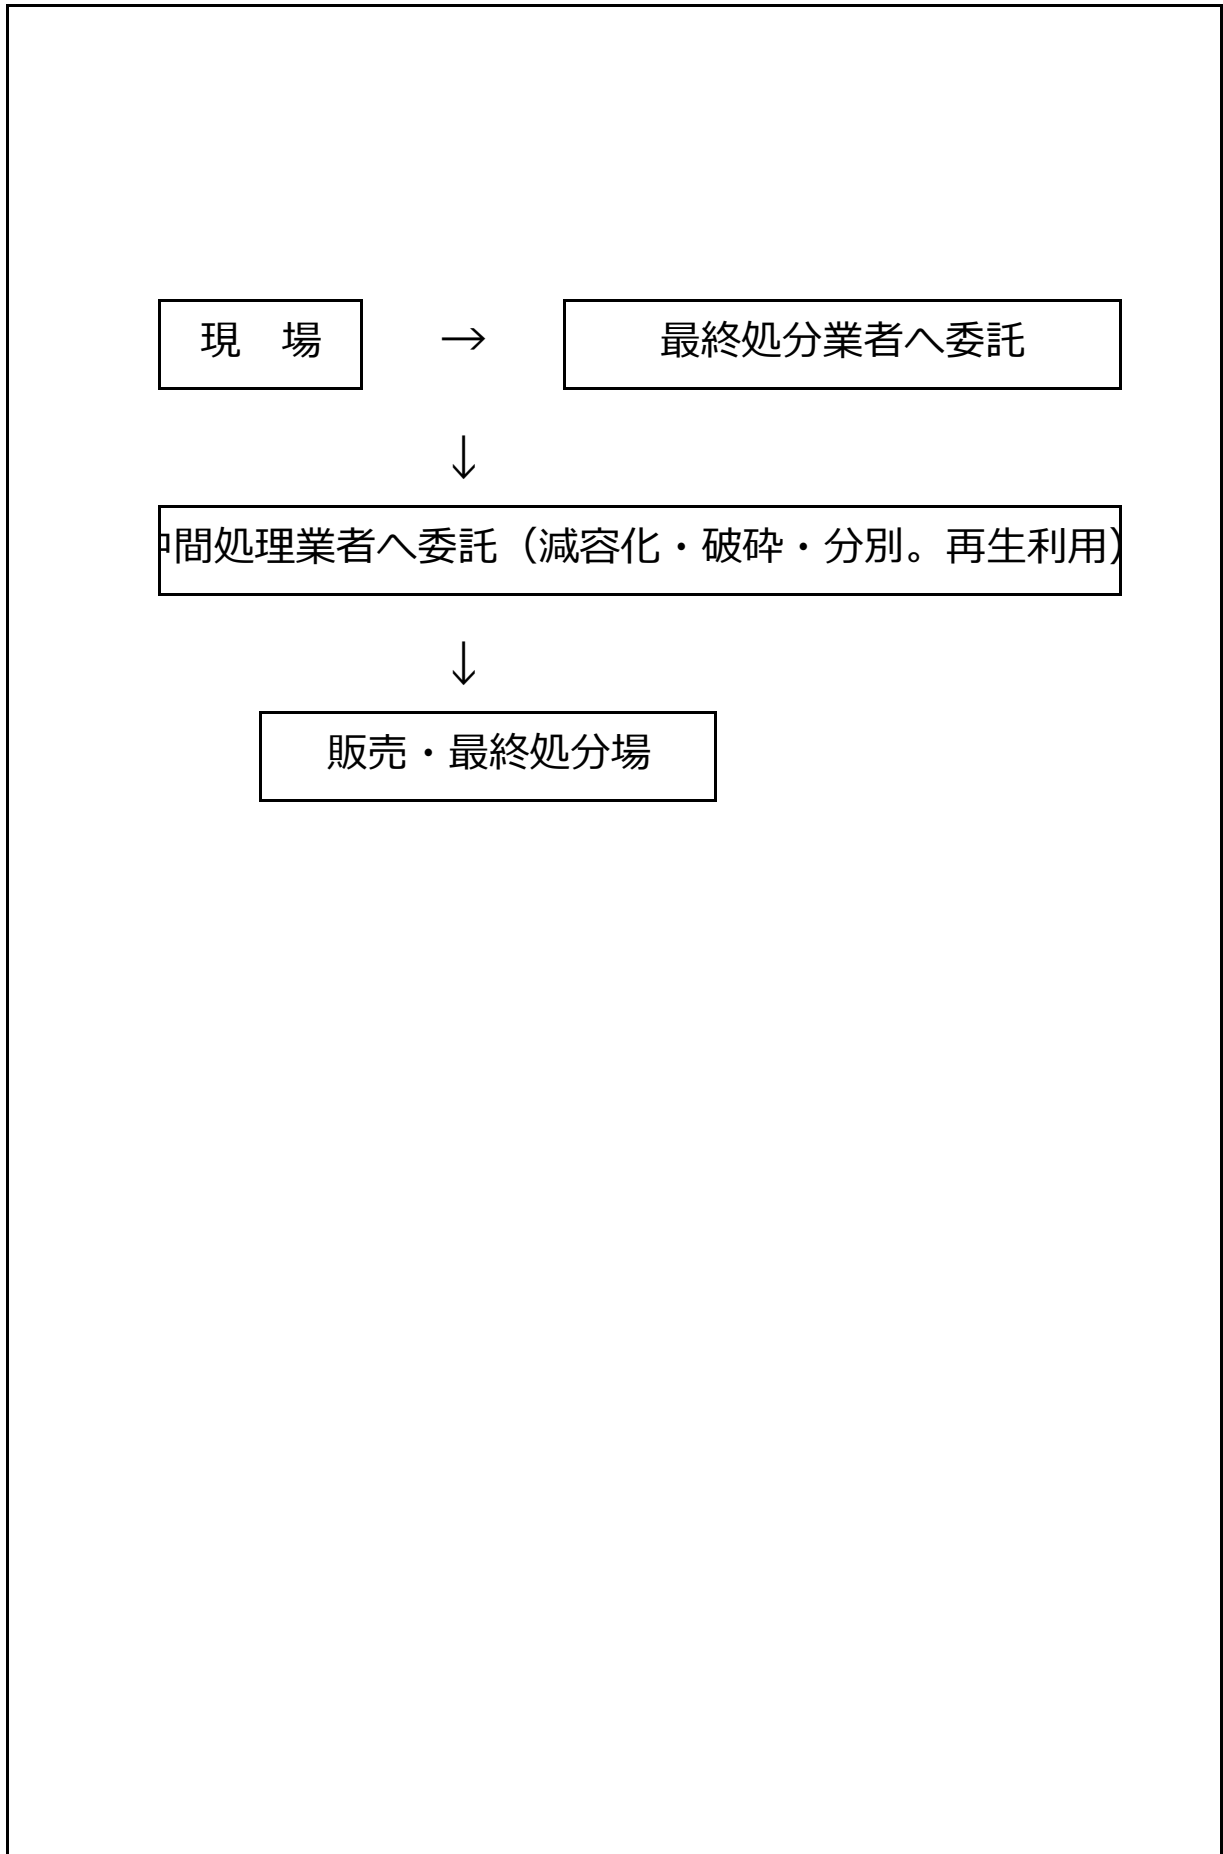 現　場 → 最終処分業者へ委託
↓
中間処理業者へ委託（減容化・破砕・分別。再生利用）
↓
販売・最終処分場